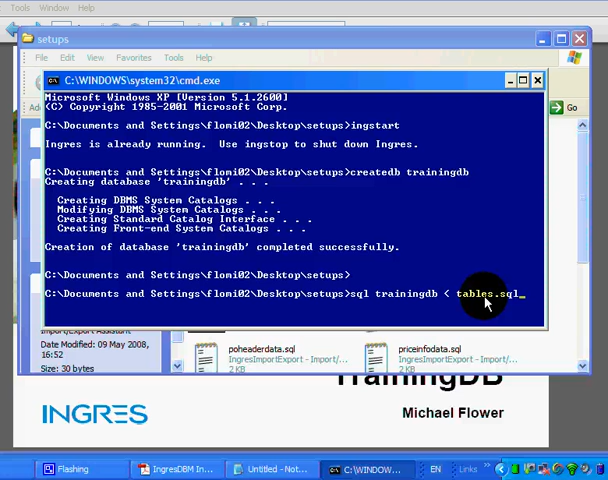 Tools Window Help
setups
File Edit View Favorites Tools Help
C:\WINDOWS\system32\cmd.exe
Go
Microsoft Windows XP [Version 5.1.2600]
(C) Copyright 1985-2001 Microsoft Corp.
C:\Documents and Settings\flomi02\Desktop\setups>ingstart
Ingres is already running. Use ingstop to shut down Ingres.
C:\Documents and Settings\flomi02\Desktop\setups>createdb trainingdb
Creating database 'trainingdb' . . .
Creating DBMS System Catalogs . . .
Modifying DBMS System Catalogs . . .
Creating Standard Catalog Interface . . .
Creating Front-end System Catalogs . . .
Creation of database 'trainingdb' completed successfully.
C:\Documents and Settings\flomi02\Desktop\setups>
C:\Documents and Settings\flomi02\Desktop\setups>sql trainingdb < tables.sql_
Import/Export Assistant
Date Modified: 09 May 2008,
16:52
Size: 30 bytes
poheaderdata.sql
IngresImportExport - Import/...
2 KB
priceinfodata.sql
IngresImportExport - Import/...
2 KB
TrainingDB
INGRES
Michael Flower
Flashing
IngresDBM In...
Untitled - Not...
C:\WINDOW...
EN
Links